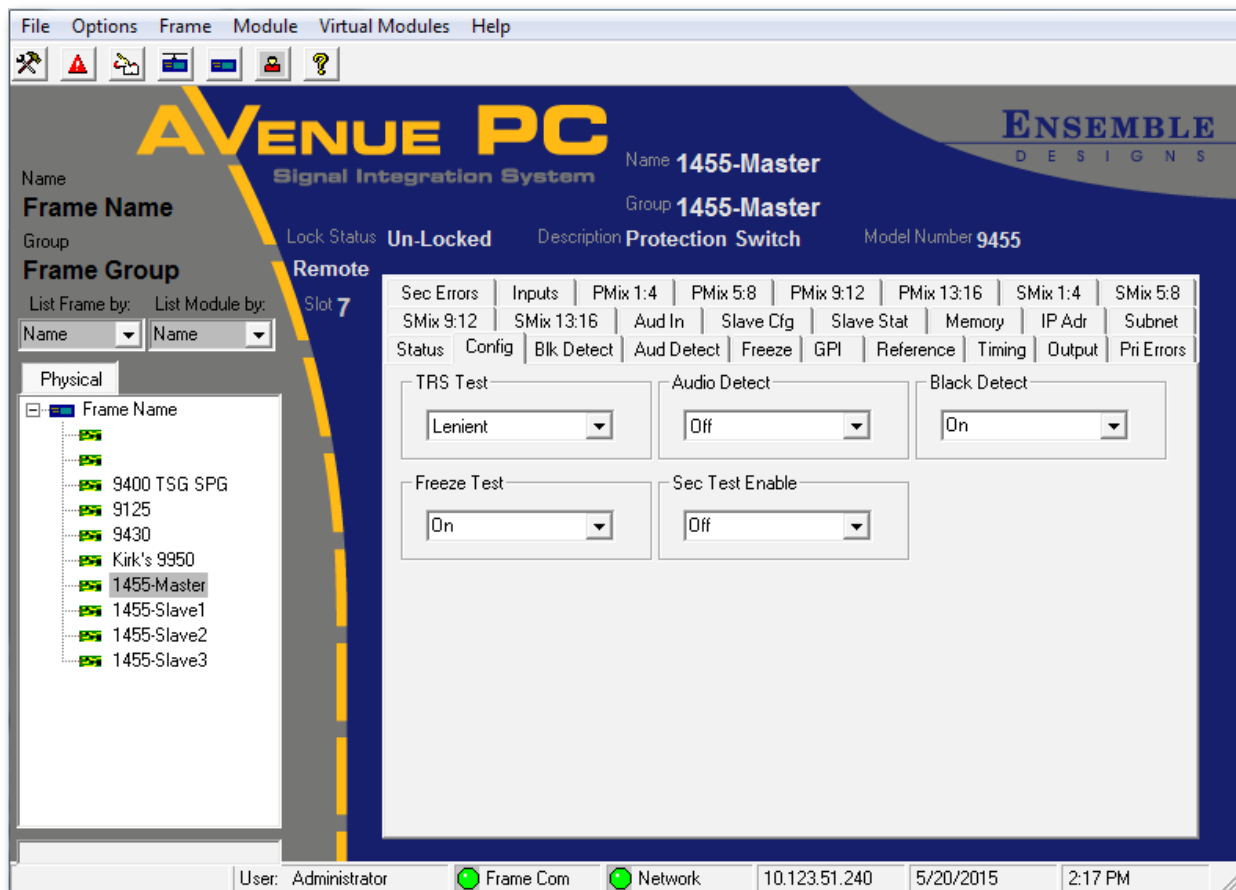 File Options Frame Module Virtual Modules Help
AVENUE PC
Signal Integration System
ENSEMBLE
DESIGNS
Name 1455-Master
Group 1455-Master
Name
Frame Name
Group
Frame Group
Lock Status Un-Locked Description Protection Switch Model Number 9455
Remote
Slot 7
List Frame by: List Module by:
Name Name
Physical
Frame Name
9400 TSG SPG
9125
9430
Kirk's 9950
1455-Master
1455-Slave1
1455-Slave2
1455-Slave3
Sec Errors Inputs PMix 1:4 PMix 5:8 PMix 9:12 PMix 13:16 SMix 1:4 SMix 5:8
SMix 9:12 SMix 13:16 Aud In Slave Cfg Slave Stat Memory IP Adr Subnet
Status Config Blk Detect Aud Detect Freeze GPI Reference Timing Output Pri Errors
TRS Test Audio Detect Black Detect
Lenient Off On
Freeze Test Sec Test Enable
On Off
User: Administrator Frame Com Network 10.123.51.240 5/20/2015 2:17 PM